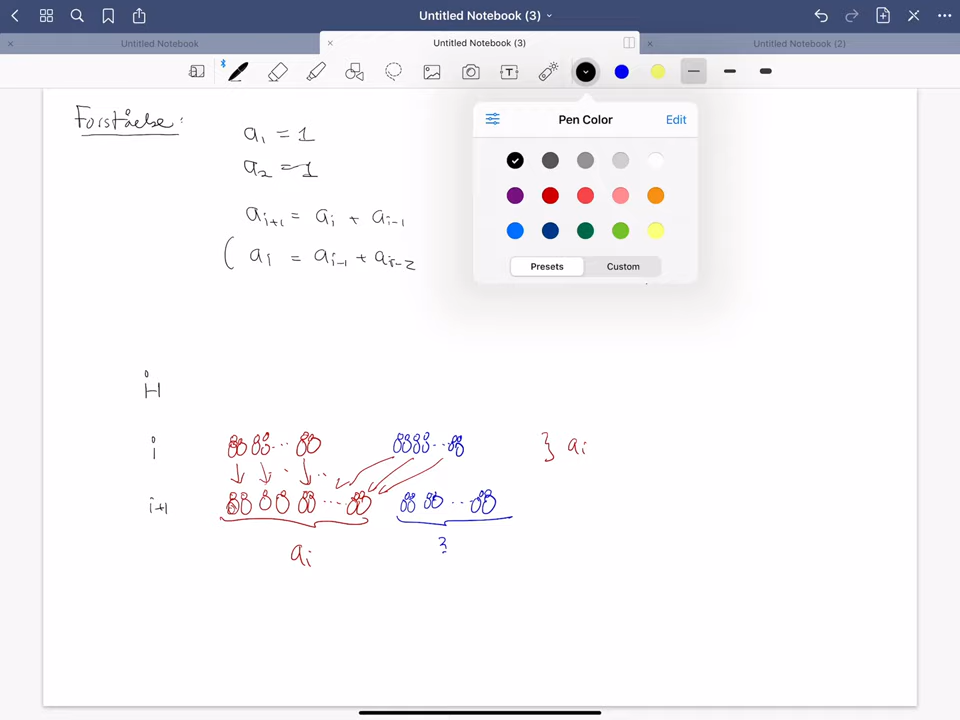 Untitled Notebook (3)
Untitled Notebook
Untitled Notebook (3)
Untitled Notebook (2)
Pen Color
Edit
Presets
Custom
Forståelse:
a₁ = 1
a₂ = 1
aᵢ₊₁ = aᵢ + aᵢ₋₁
( aᵢ = aᵢ₋₁ + aᵢ₋₂
i-1
i
} aᵢ
i+1
aᵢ
?